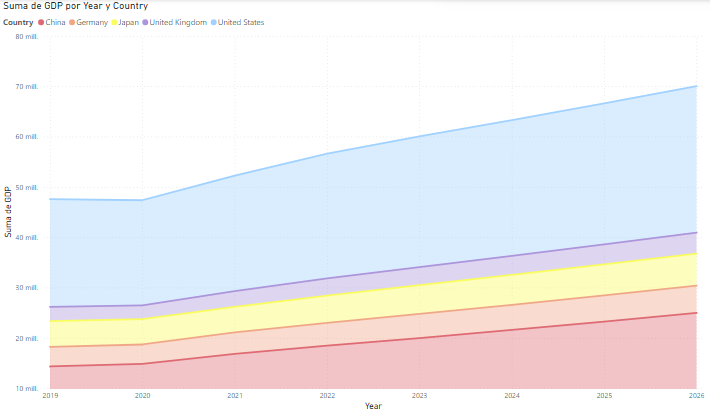 Suma de GDP por Year y Country
Country China Germany Japan United Kingdom United States
80 mill.
70 mill.
60 mill.
50 mill.
40 mill.
30 mill.
20 mill.
10 mill.
Suma de GDP
2019 2020 2021 2022 2023 2024 2025 2026
Year